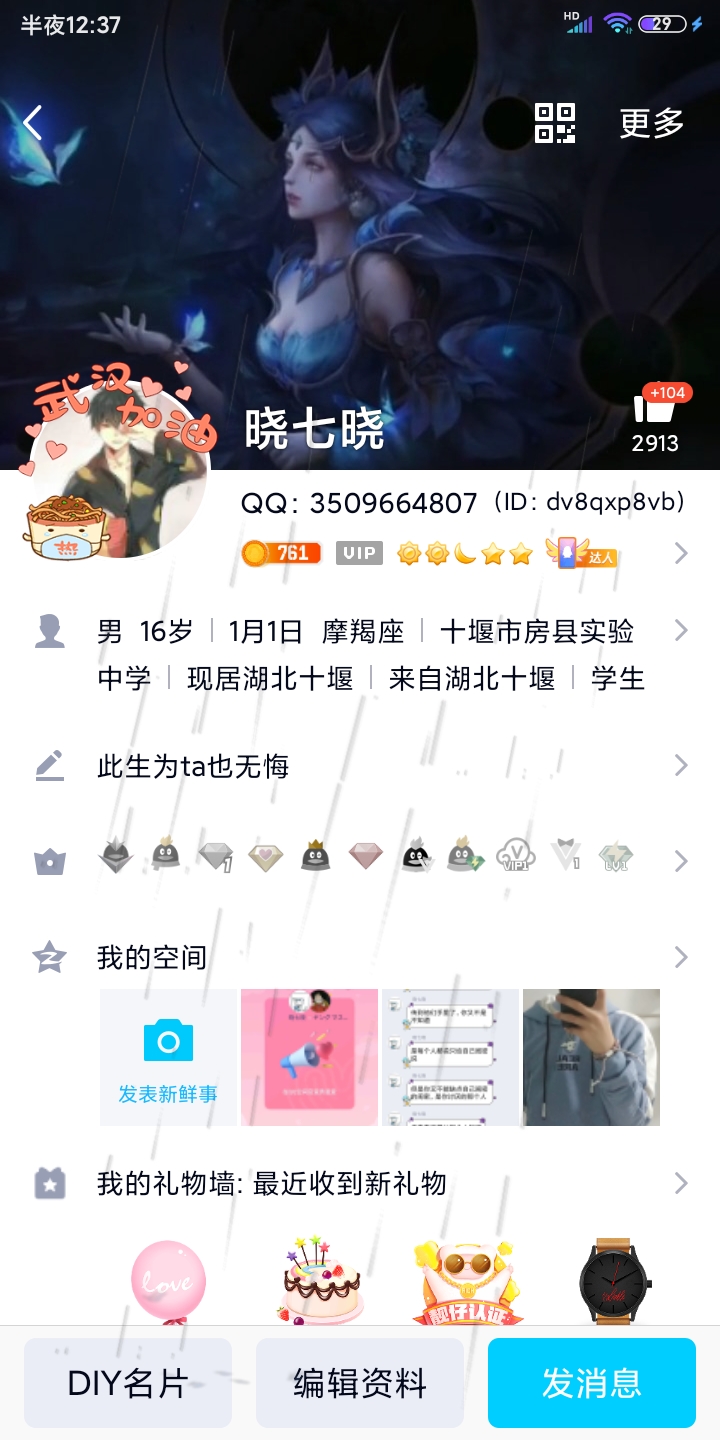 半夜12:37
HD
29
更多
武汉加油
+104
晓七晓
2913
热
QQ: 3509664807（ID: dv8qxp8vb）
761 VIP 达人
男 16岁 | 1月1日 摩羯座 | 十堰市房县实验
中学 | 现居湖北十堰 | 来自湖北十堰 | 学生
此生为ta也无悔
1 VIP1 1 LV1
我的空间
发表新鲜事
我的礼物墙: 最近收到新礼物
love
靓仔认证
DIY名片 编辑资料 发消息